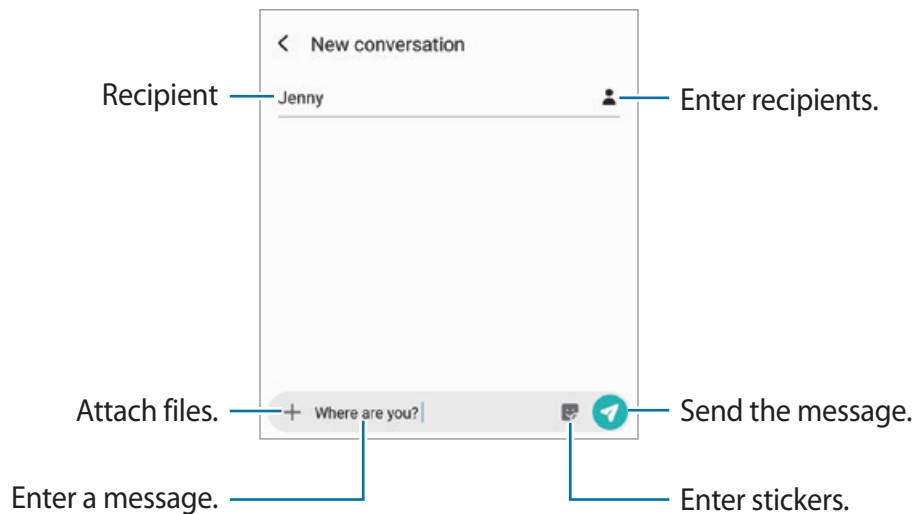 New conversation
Recipient
Jenny
Enter recipients.
Attach files.
Where are you?
Send the message.
Enter a message.
Enter stickers.